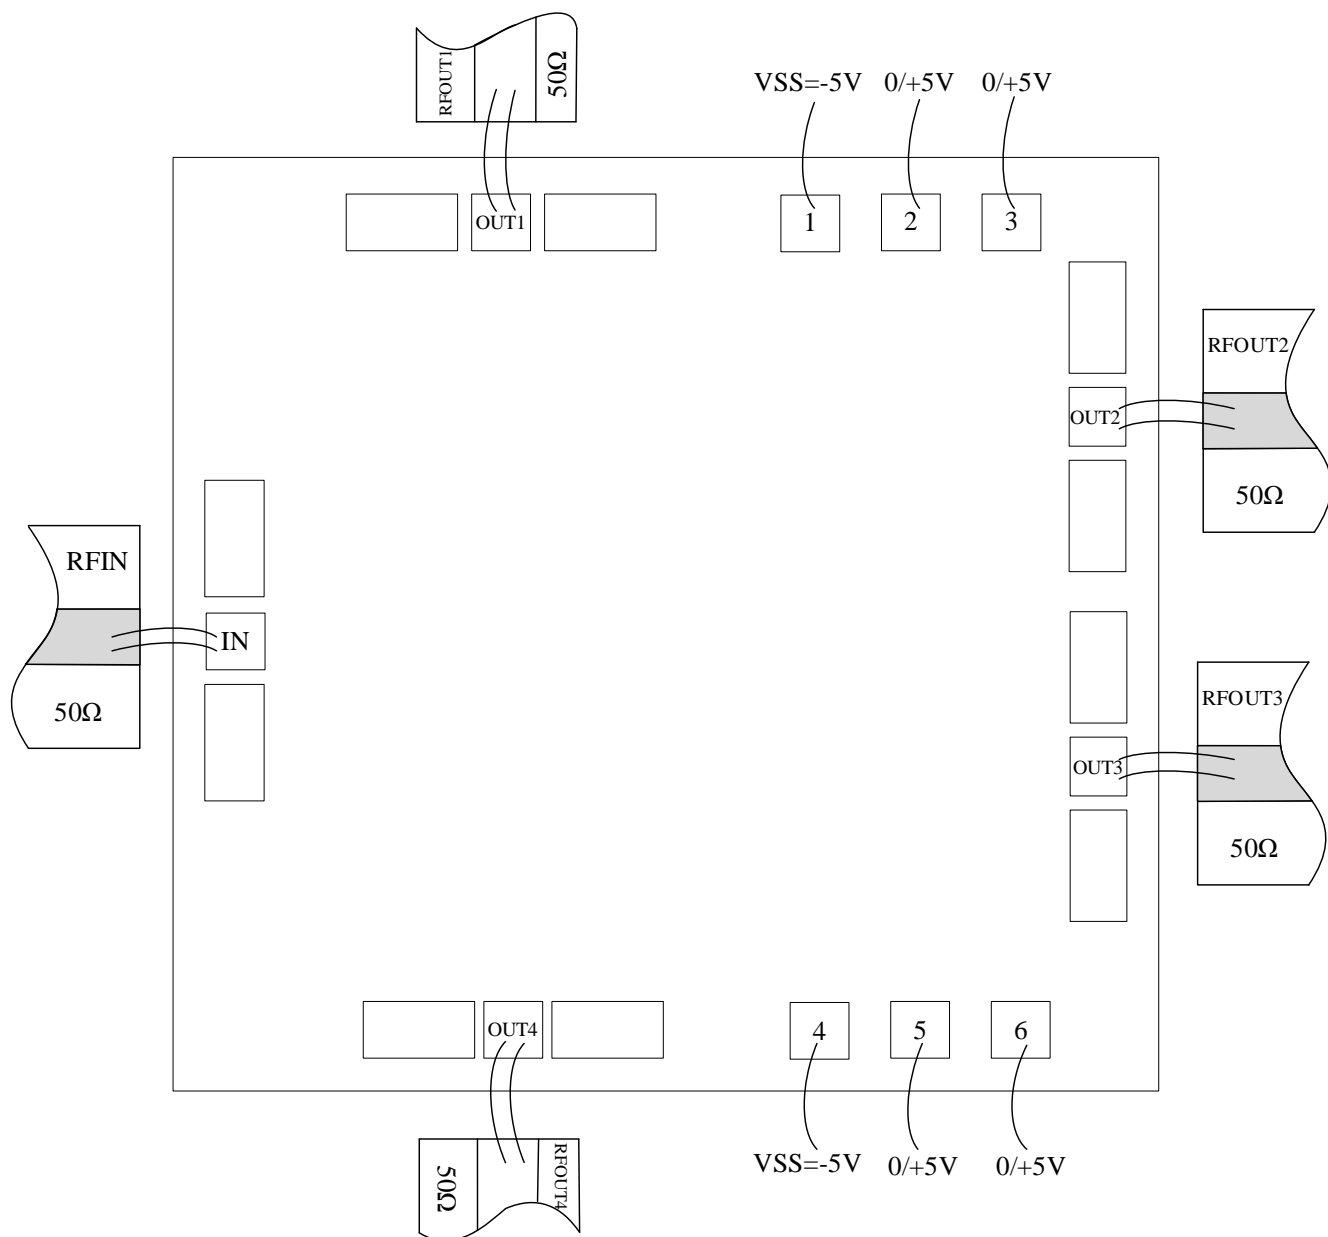 RFOUT1
50Ω
VSS=-5V
0/+5V
0/+5V
OUT1
1
2
3
RFOUT2
OUT2
50Ω
RFIN
IN
50Ω
RFOUT3
OUT3
50Ω
OUT4
4
5
6
50Ω
RFOUT4
VSS=-5V
0/+5V
0/+5V